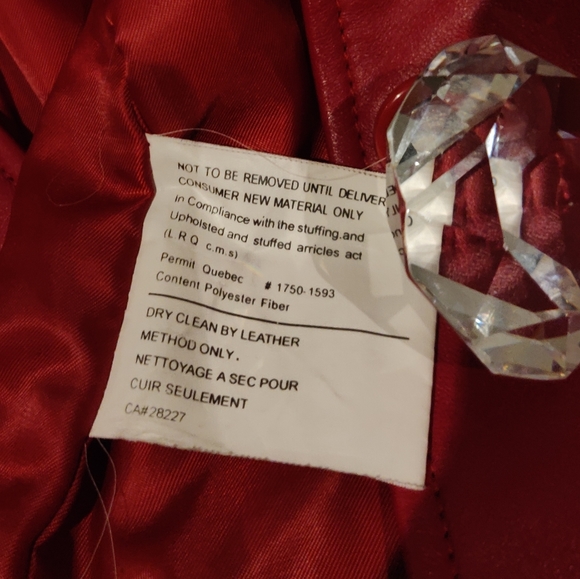 NOT TO BE REMOVED UNTIL DELIVER
CONSUMER NEW MATERIAL ONLY
in Compliance with the stuffing.and
Upholsted and stuffed arricles act
(L R Q c.m.s)
Permit Quebec # 1750-1593
Content Polyester Fiber
DRY CLEAN BY LEATHER
METHOD ONLY.
NETTOYAGE A SEC POUR
CUIR SEULEMENT
CA#28227